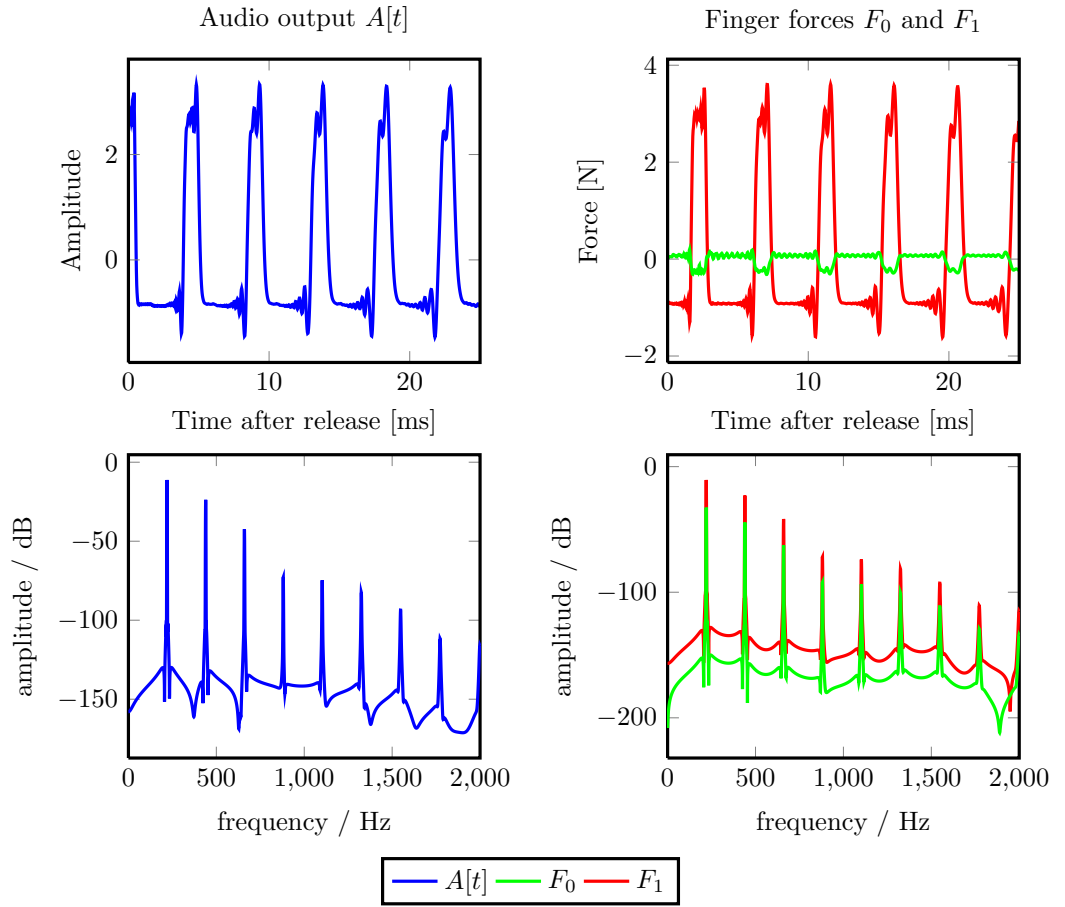 Audio output A[t]
Amplitude
2
0
0
10
20
Time after release [ms]
Finger forces F₀ and F₁
Force [N]
4
2
0
−2
0
10
20
Time after release [ms]
amplitude / dB
0
−50
−100
−150
0
500
1,000
1,500
2,000
frequency / Hz
amplitude / dB
0
−100
−200
0
500
1,000
1,500
2,000
frequency / Hz
A[t] F₀ F₁